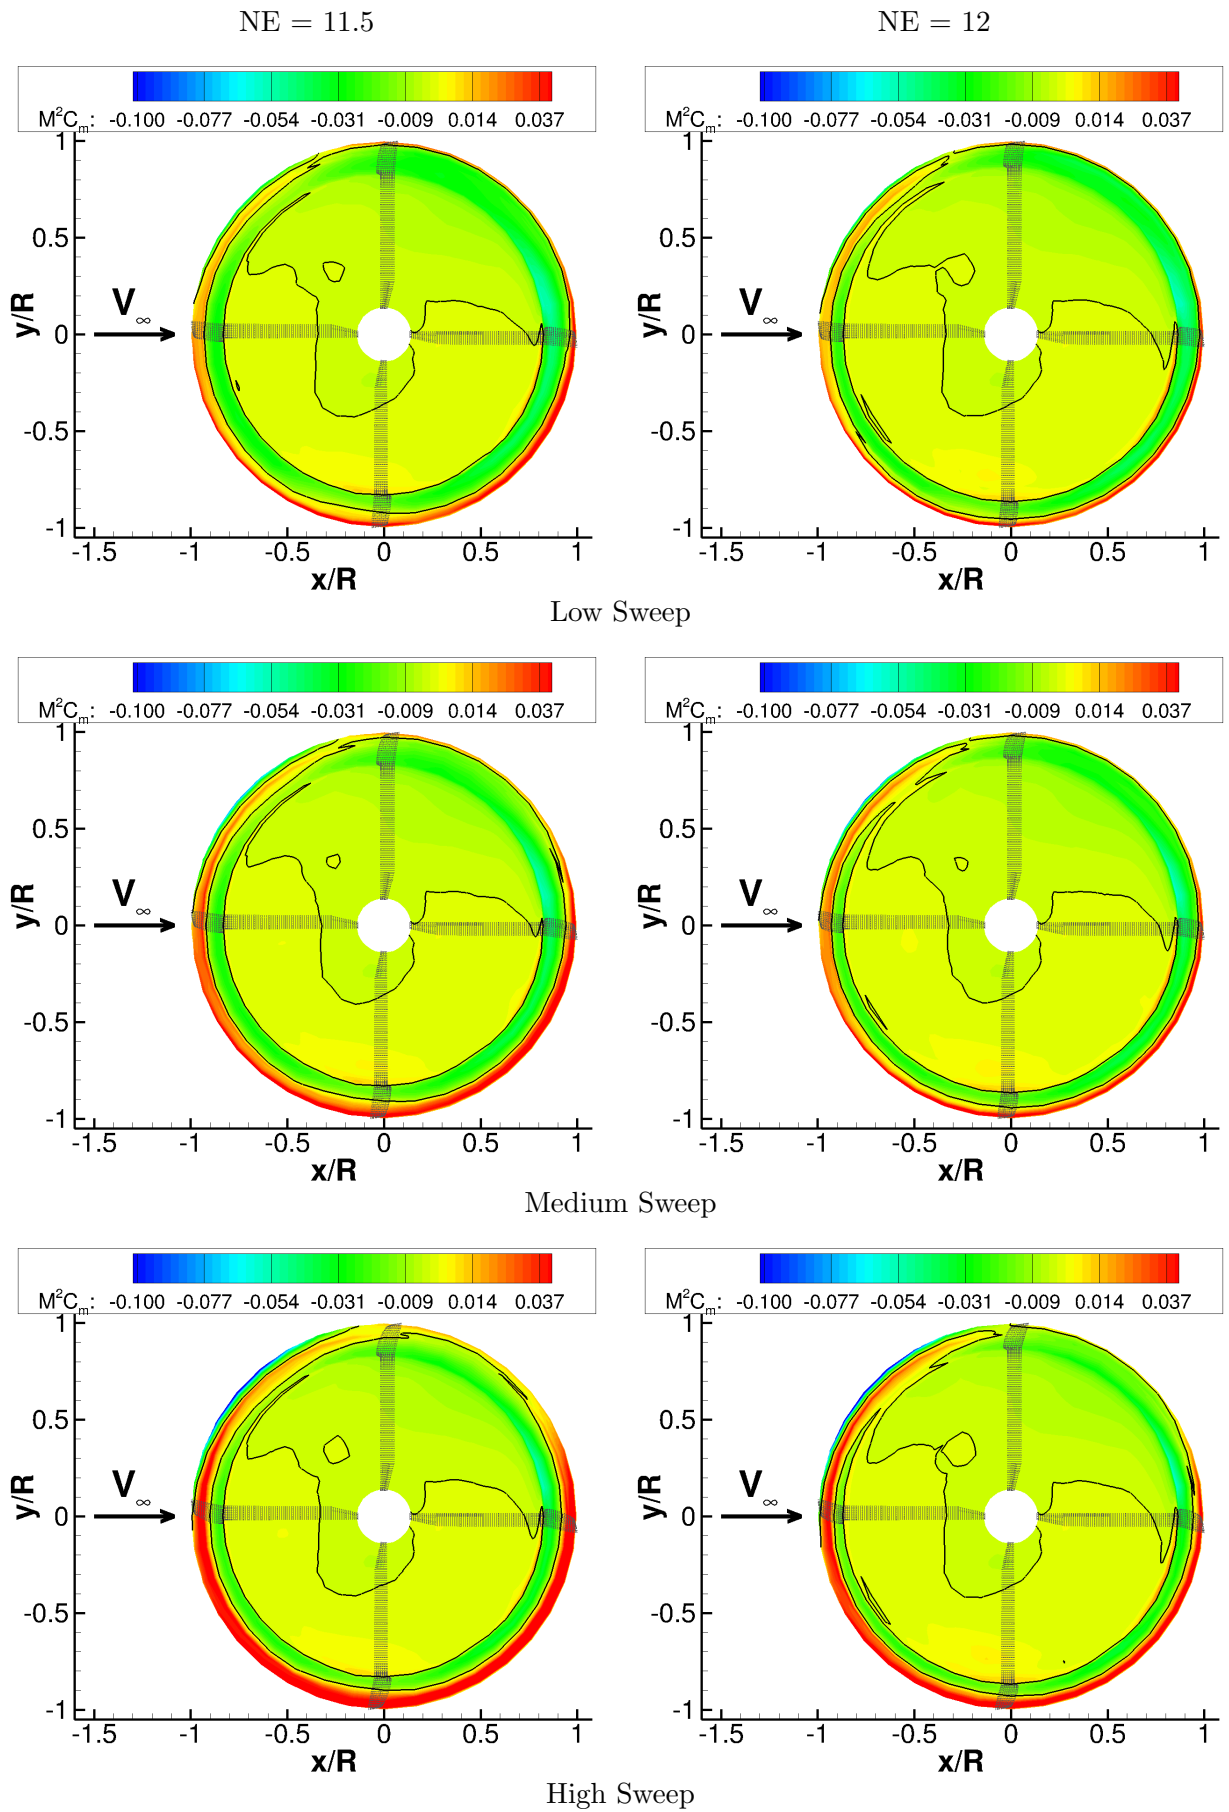 NE = 11.5 NE = 12
M²Cₘ: -0.100 -0.077 -0.054 -0.031 -0.009 0.014 0.037 M²Cₘ: -0.100 -0.077 -0.054 -0.031 -0.009 0.014 0.037
1 1
0.5 0.5
V∞ V∞
y/R 0 y/R 0
-0.5 -0.5
-1 -1
-1.5 -1 -0.5 0 0.5 1 -1.5 -1 -0.5 0 0.5 1
x/R x/R
Low Sweep
M²Cₘ: -0.100 -0.077 -0.054 -0.031 -0.009 0.014 0.037 M²Cₘ: -0.100 -0.077 -0.054 -0.031 -0.009 0.014 0.037
1 1
0.5 0.5
V∞ V∞
y/R 0 y/R 0
-0.5 -0.5
-1 -1
-1.5 -1 -0.5 0 0.5 1 -1.5 -1 -0.5 0 0.5 1
x/R x/R
Medium Sweep
M²Cₘ: -0.100 -0.077 -0.054 -0.031 -0.009 0.014 0.037 M²Cₘ: -0.100 -0.077 -0.054 -0.031 -0.009 0.014 0.037
1 1
0.5 0.5
V∞ V∞
y/R 0 y/R 0
-0.5 -0.5
-1 -1
-1.5 -1 -0.5 0 0.5 1 -1.5 -1 -0.5 0 0.5 1
x/R x/R
High Sweep